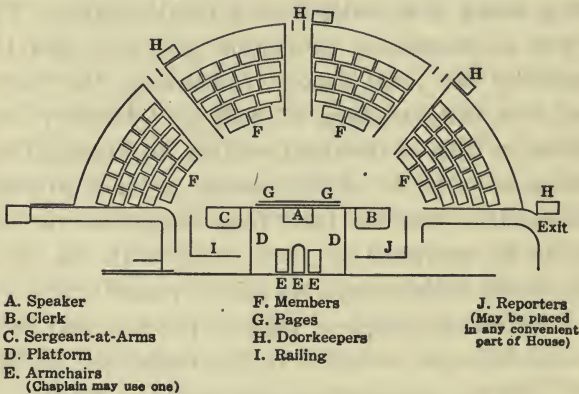 H
H
H
H
F
F
F
F
G G
C A B
H
Exit
D D
I
J
E E E
A. Speaker
B. Clerk
C. Sergeant-at-Arms
D. Platform
E. Armchairs
(Chaplain may use one)
F. Members
G. Pages
H. Doorkeepers
I. Railing
J. Reporters
(May be placed
in any convenient
part of House)